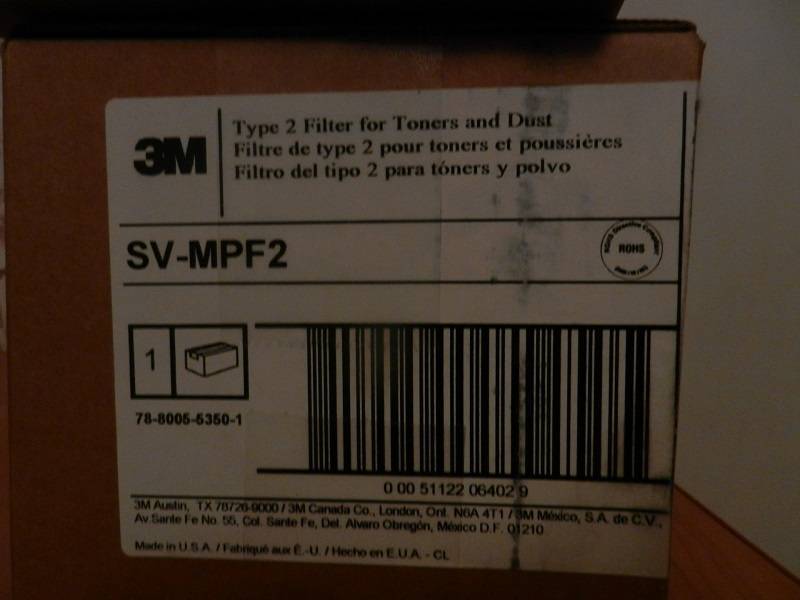 3M
Type 2 Filter for Toners and Dust
Filtre de type 2 pour toners et poussières
Filtro del tipo 2 para tóners y polvo
SV-MPF2
ROHS Directive Compliant
ROHS
1
78-8005-5350-1
0 00 51122 06402 9
3M Austin, TX 78726-9000 / 3M Canada Co., London, Ont. N6A 4T1 / 3M México, S.A. de C.V.,
Av.Sante Fe No. 55, Col. Sante Fe, Del. Alvaro Obregón, México D.F. 01210
Made in U.S.A. / Fabriqué aux É.-U. / Hecho en E.U.A. - CL